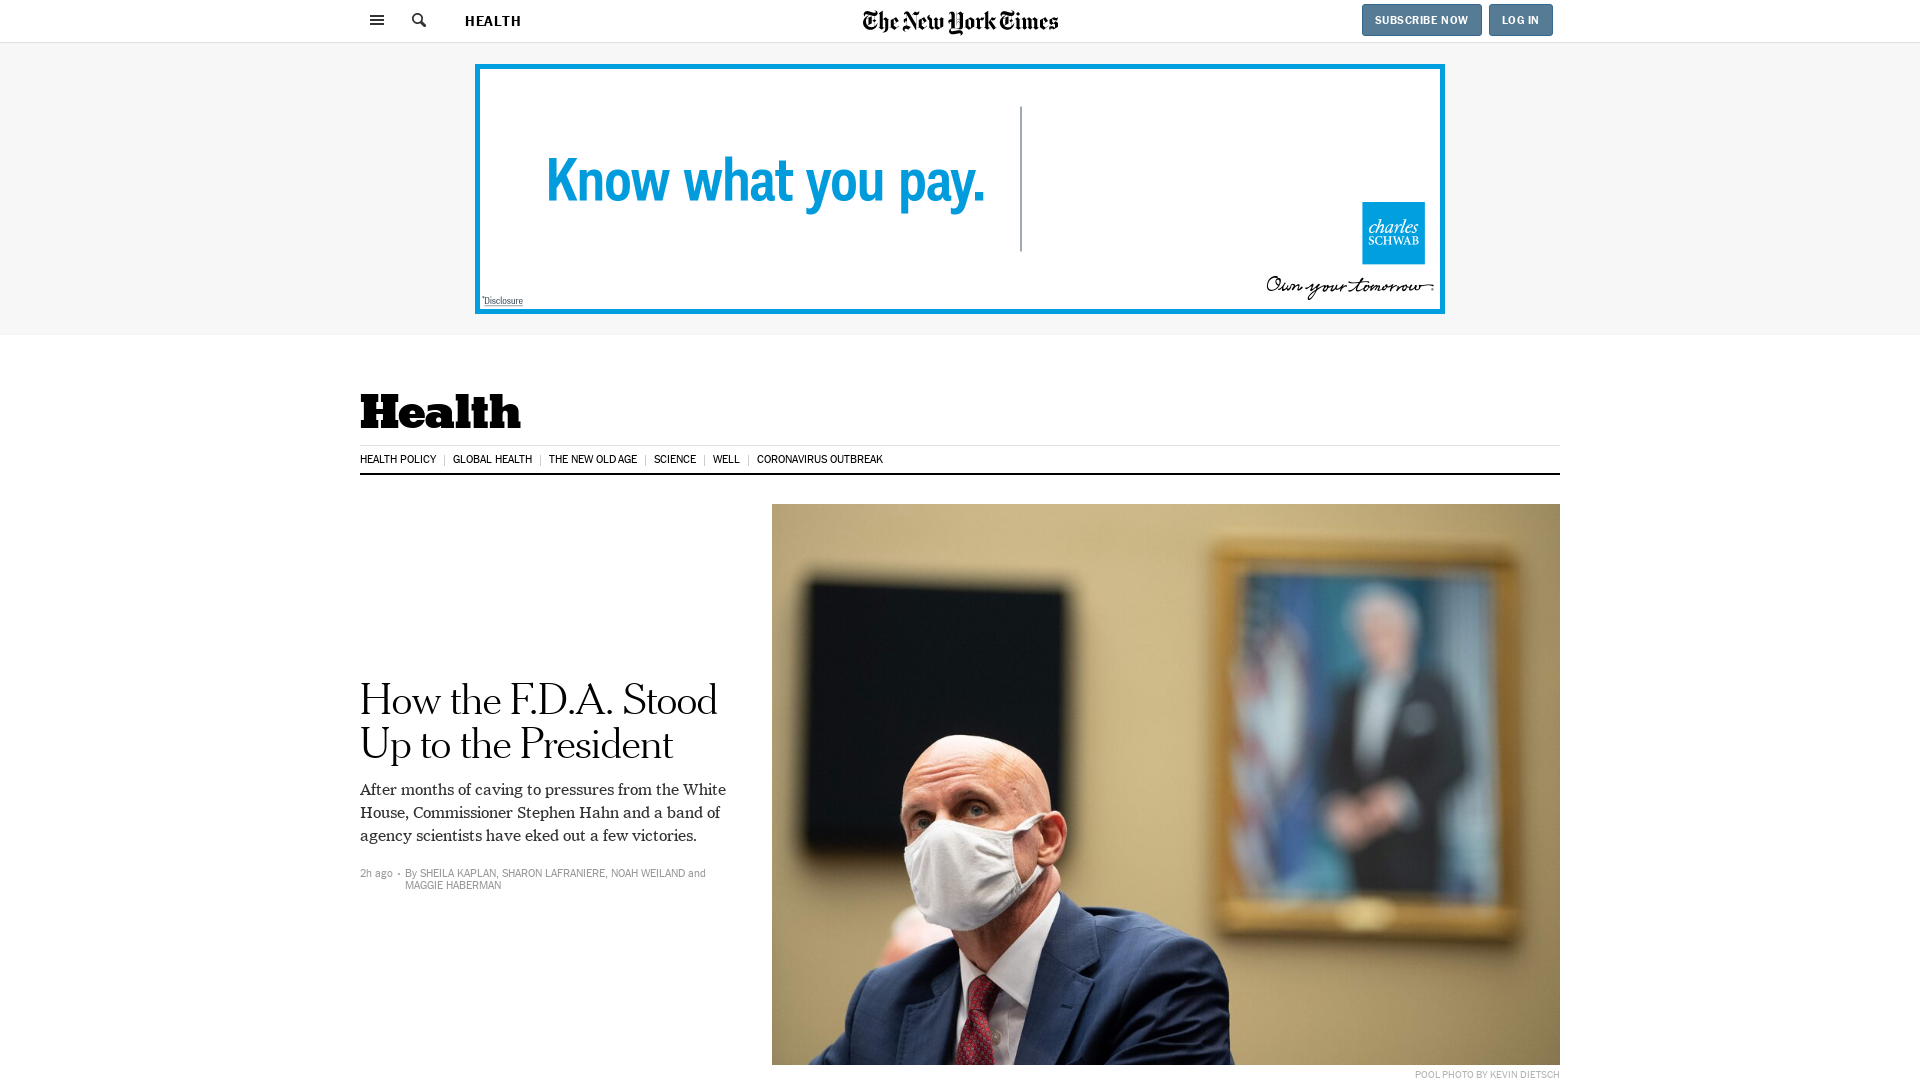 HEALTH
The New York Times
SUBSCRIBE NOW
LOG IN
Know what you pay.
charles
SCHWAB
Own your tomorrow.
*Disclosure
Health
HEALTH POLICY
GLOBAL HEALTH
THE NEW OLD AGE
SCIENCE
WELL
CORONAVIRUS OUTBREAK
How the F.D.A. Stood
Up to the President
After months of caving to pressures from the White
House, Commissioner Stephen Hahn and a band of
agency scientists have eked out a few victories.
2h ago • By SHEILA KAPLAN, SHARON LAFRANIERE, NOAH WEILAND and
MAGGIE HABERMAN
POOL PHOTO BY KEVIN DIETSCH